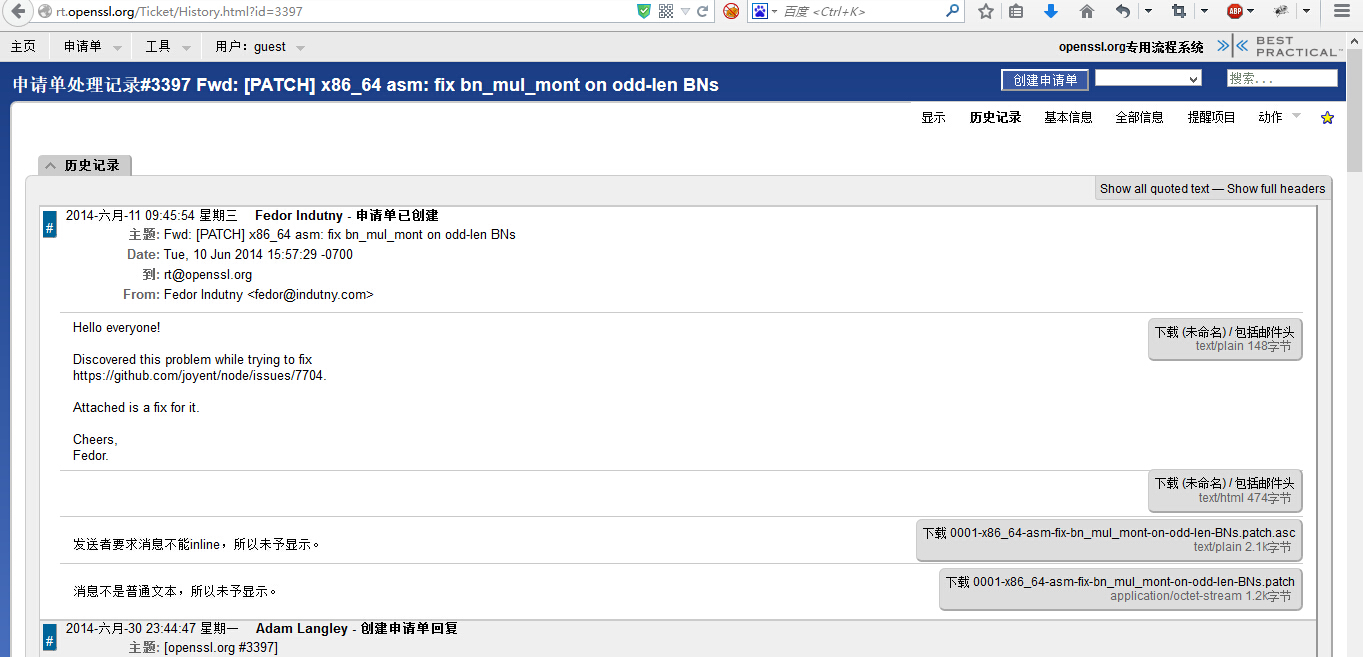 rt.openssl.org/Ticket/History.html?id=3397
ABP
百度 <Ctrl+K>
主页 申请单 工具 用户：guest
openssl.org专用流程系统
BEST PRACTICAL™
申请单处理记录#3397 Fwd: [PATCH] x86_64 asm: fix bn_mul_mont on odd-len BNs
创建申请单
搜索...
显示 历史记录 基本信息 全部信息 提醒项目 动作
历史记录
Show all quoted text — Show full headers
# 2014-六月-11 09:45:54 星期三 Fedor Indutny - 申请单已创建
主题: Fwd: [PATCH] x86_64 asm: fix bn_mul_mont on odd-len BNs
Date: Tue, 10 Jun 2014 15:57:29 -0700
到: rt@openssl.org
From: Fedor Indutny <fedor@indutny.com>
Hello everyone!
下载 (未命名) / 包括邮件头
text/plain 148字节
Discovered this problem while trying to fix
https://github.com/joyent/node/issues/7704.
Attached is a fix for it.
Cheers,
Fedor.
下载 (未命名) / 包括邮件头
text/html 474字节
发送者要求消息不能inline，所以未予显示。
下载 0001-x86_64-asm-fix-bn_mul_mont-on-odd-len-BNs.patch.asc
text/plain 2.1k字节
消息不是普通文本，所以未予显示。
下载 0001-x86_64-asm-fix-bn_mul_mont-on-odd-len-BNs.patch
application/octet-stream 1.2k字节
# 2014-六月-30 23:44:47 星期一 Adam Langley - 创建申请单回复
主题: [openssl.org #3397]